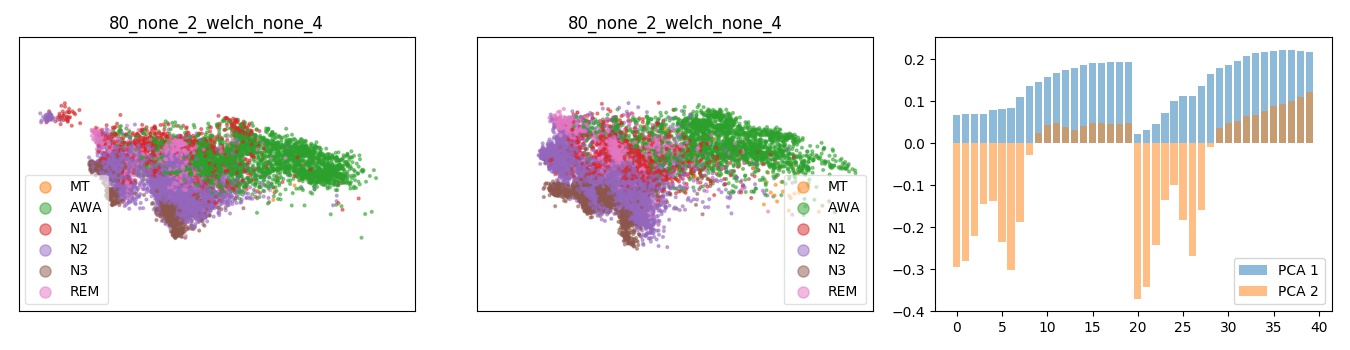 80_none_2_welch_none_4
MT
AWA
N1
N2
N3
REM
80_none_2_welch_none_4
MT
AWA
N1
N2
N3
REM
0.2
0.1
0.0
−0.1
−0.2
−0.3
−0.4
0 5 10 15 20 25 30 35 40
PCA 1
PCA 2